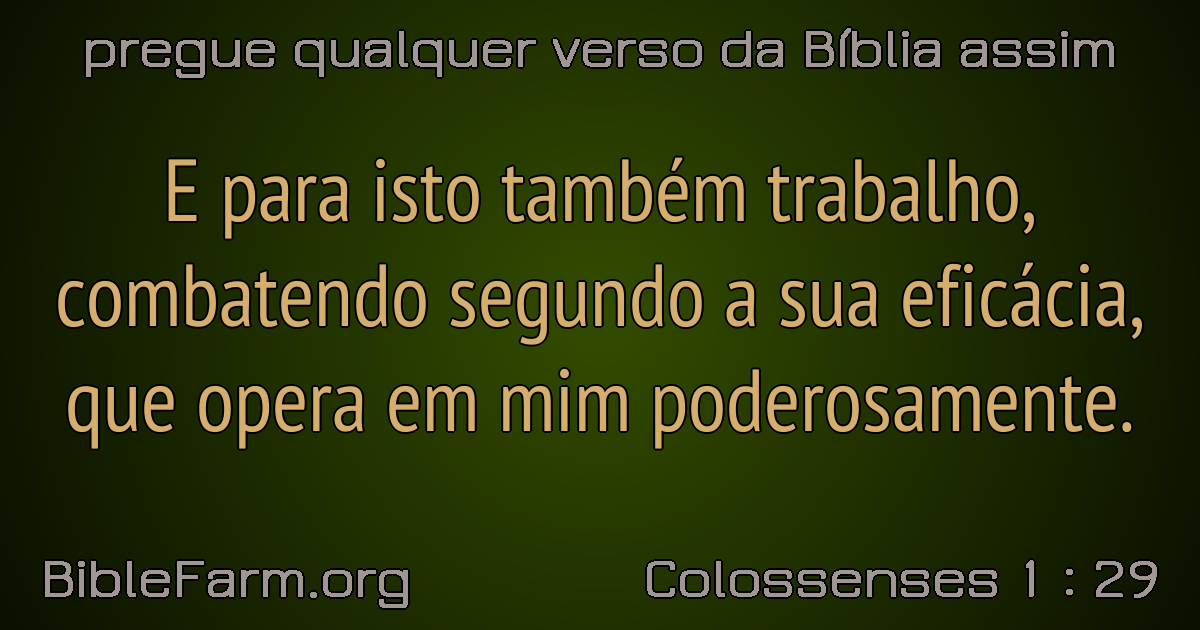 pregue qualquer verso da Bíblia assim
E para isto também trabalho,
combatendo segundo a sua eficácia,
que opera em mim poderosamente.
BibleFarm.org
Colossenses 1 : 29